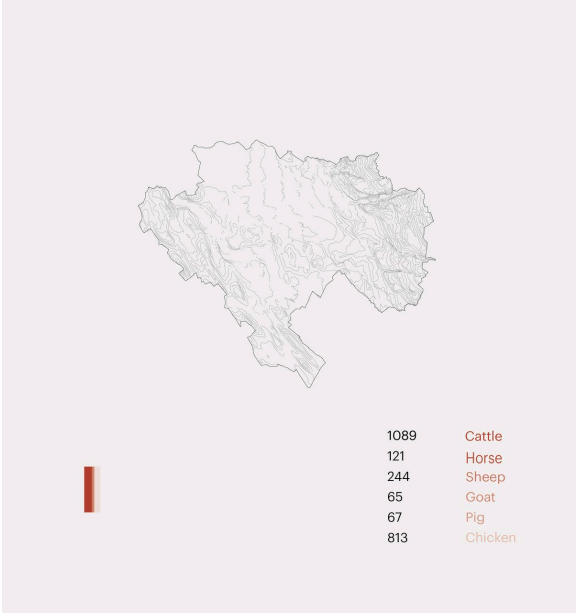 1089 Cattle
121 Horse
244 Sheep
65 Goat
67 Pig
813 Chicken